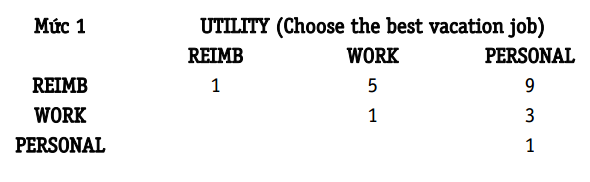 Mức 1 UTILITY (Choose the best vacation job)
REIMB WORK PERSONAL
REIMB 1 5 9
WORK 1 3
PERSONAL 1